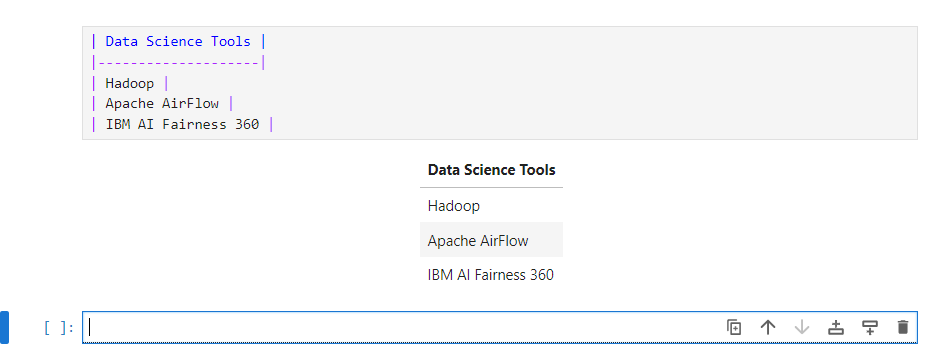 | Data Science Tools |
|--------------------|
| Hadoop |
| Apache AirFlow |
| IBM AI Fairness 360 |
Data Science Tools
Hadoop
Apache AirFlow
IBM AI Fairness 360
[ ]: